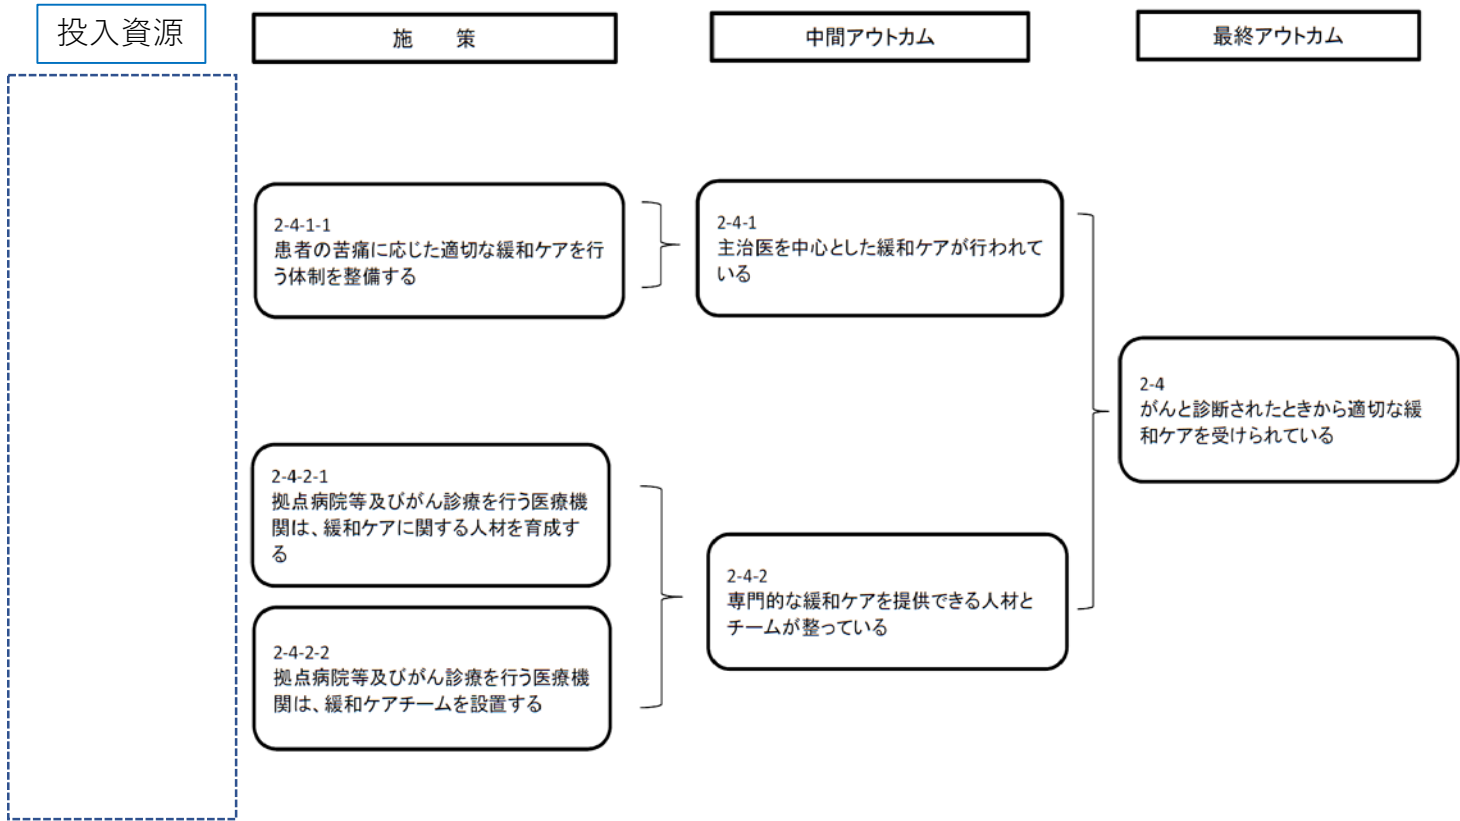 投入資源
施　　策
中間アウトカム
最終アウトカム
2-4-1-1
患者の苦痛に応じた適切な緩和ケアを行
う体制を整備する
2-4-1
主治医を中心とした緩和ケアが行われて
いる
2-4
がんと診断されたときから適切な緩
和ケアを受けられている
2-4-2-1
拠点病院等及びがん診療を行う医療機
関は、緩和ケアに関する人材を育成す
る
2-4-2
専門的な緩和ケアを提供できる人材と
チームが整っている
2-4-2-2
拠点病院等及びがん診療を行う医療機
関は、緩和ケアチームを設置する